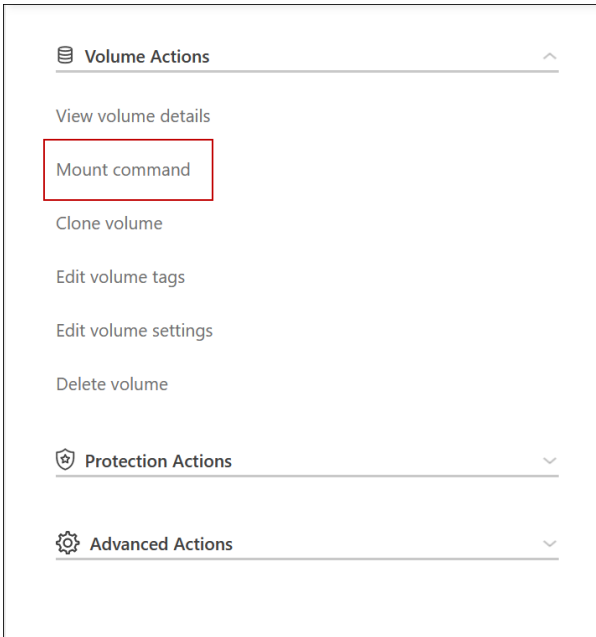 Volume Actions
View volume details
Mount command
Clone volume
Edit volume tags
Edit volume settings
Delete volume
Protection Actions
Advanced Actions